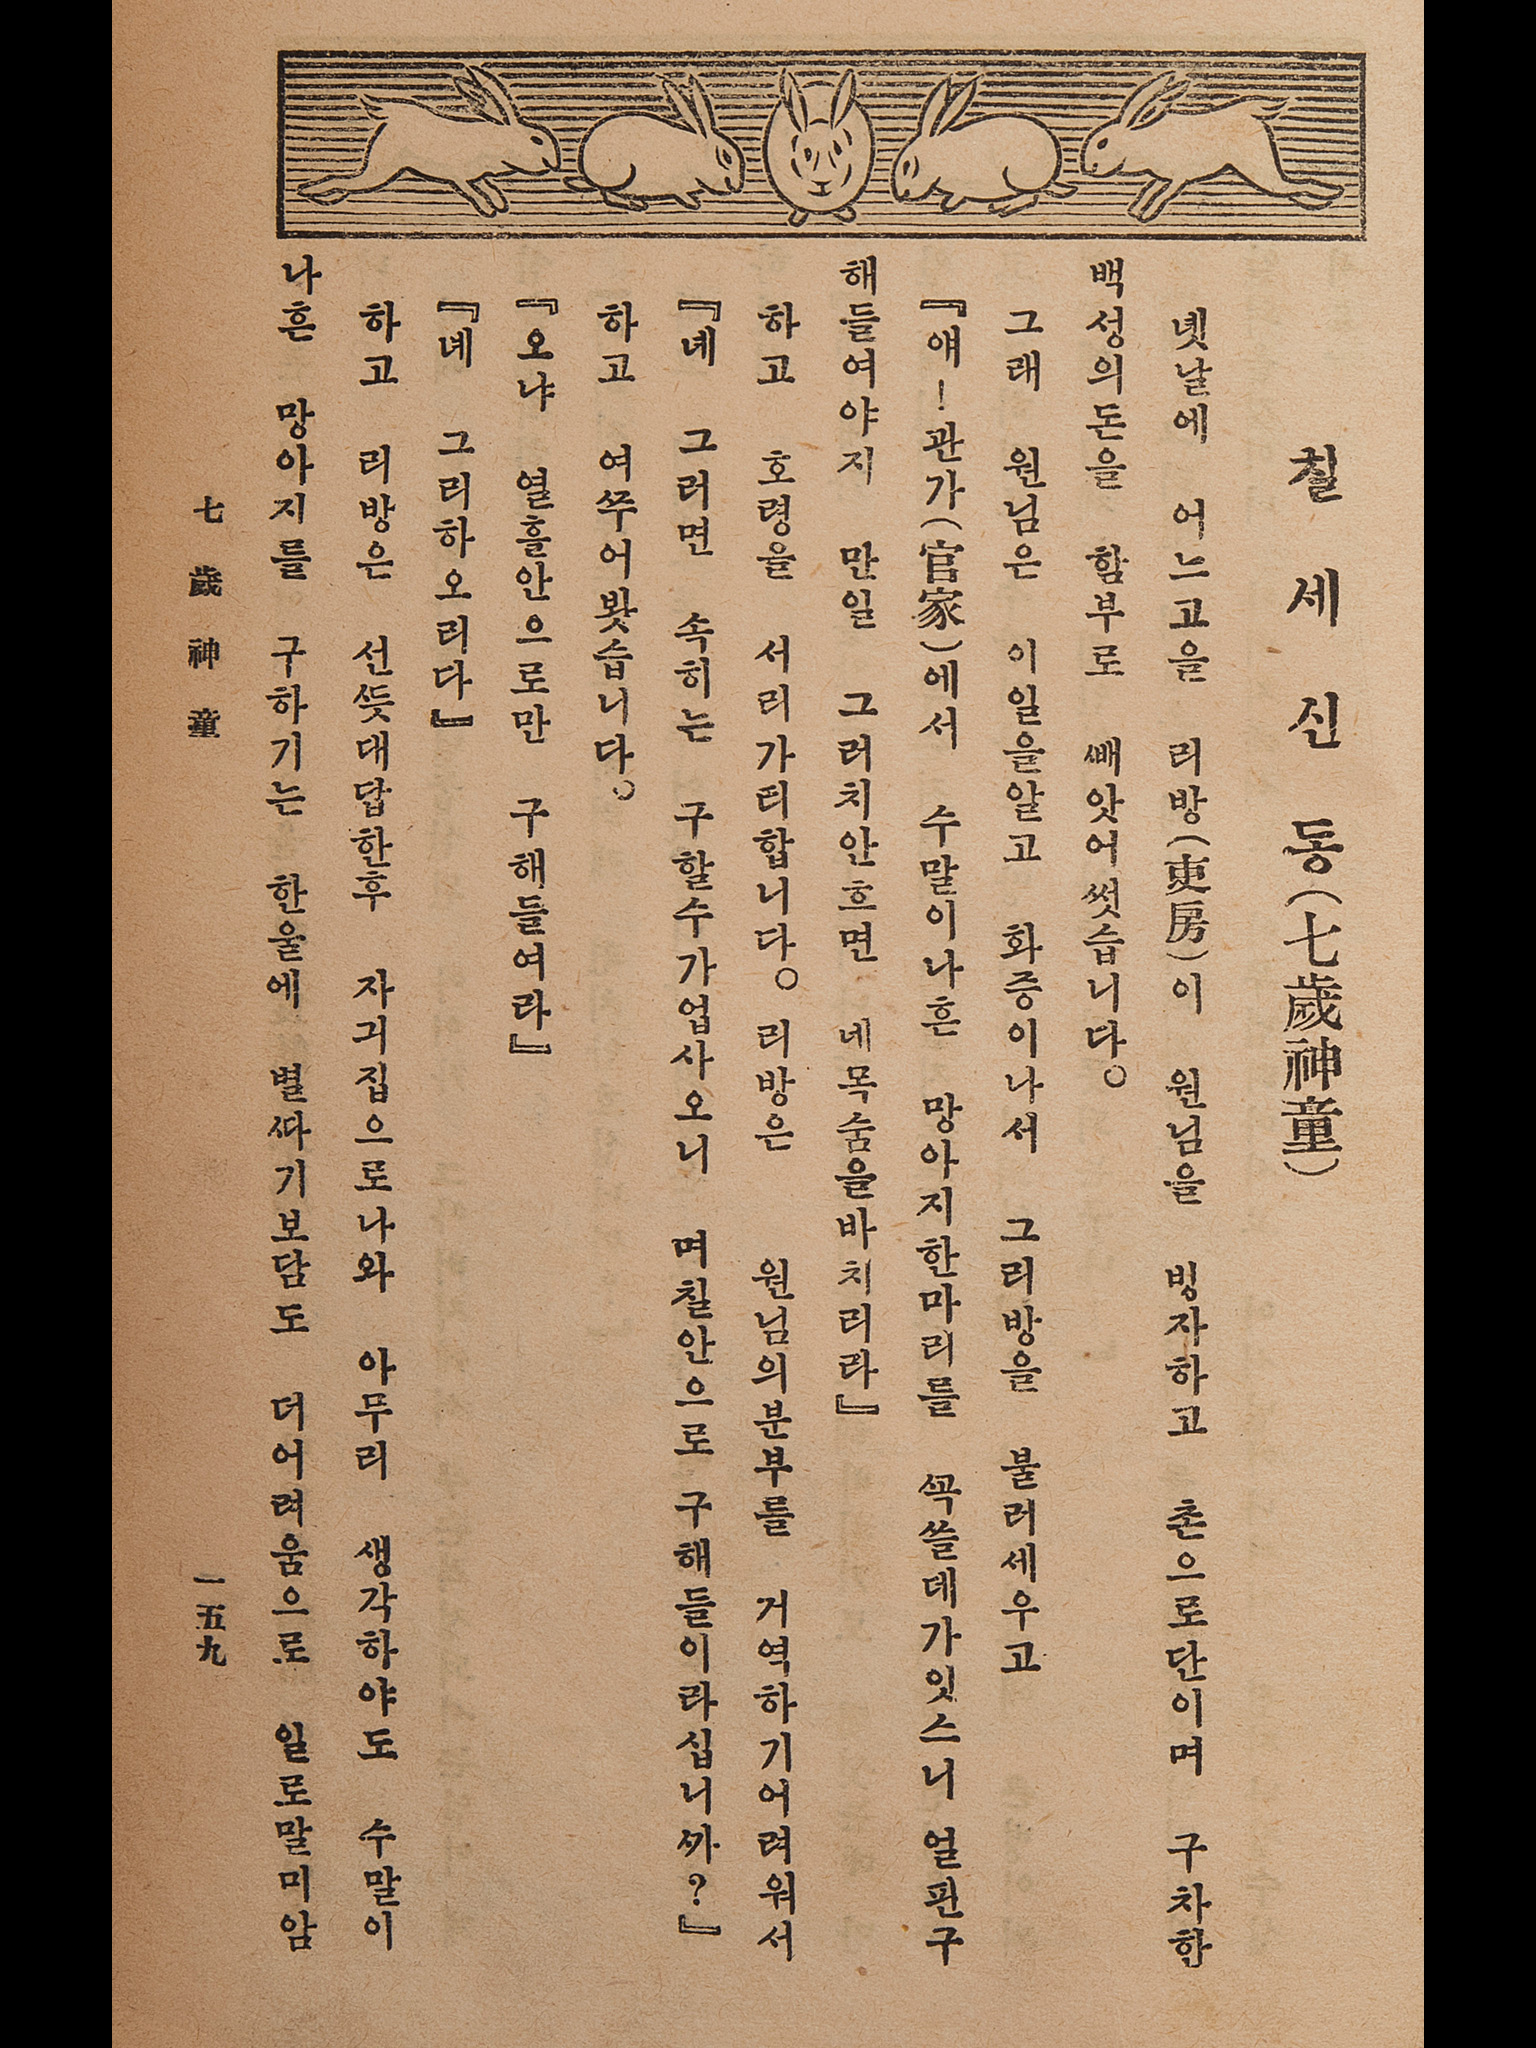 칠세신동(七歲神童)
녯날에 어느고을 리방(吏房)이 원님을 빙자하고 촌으로단이며 구차한
백성의돈을 함부로 빼앗어썻습니다。
그래 원님은 이일을알고 화증이나서 그리방을 불러세우고
『얘!관가(官家)에서 수말이나흔 망아지한마리를 꼭쓸데가잇스니 얼핀구
해들여야지 만일 그러치안흐면 네목숨을바치리라』
하고 호령을 서리가티합니다。리방은 원님의분부를 거역하기어려워서
『녜 그러면 속히는 구할수가업사오니 며칠안으로 구해들이라십니까?』
하고 여쭈어봣습니다。
『오냐 열흘안으로만 구해들여라』
『녜 그리하오리다』
하고 리방은 선뜻대답한후 자긔집으로나와 아무리 생각하야도 수말이
나흔 망아지를 구하기는 한울에 별따기보담도 더어려움으로 일로말미암
七歲神童
一五九